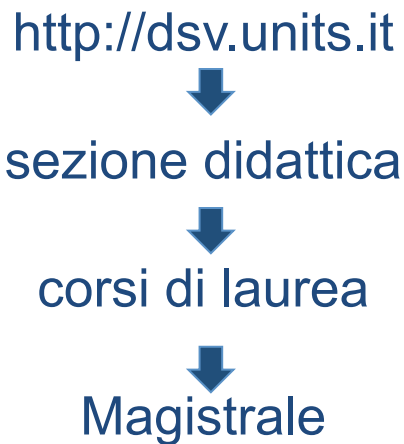 http://dsv.units.it
sezione didattica
corsi di laurea
Magistrale